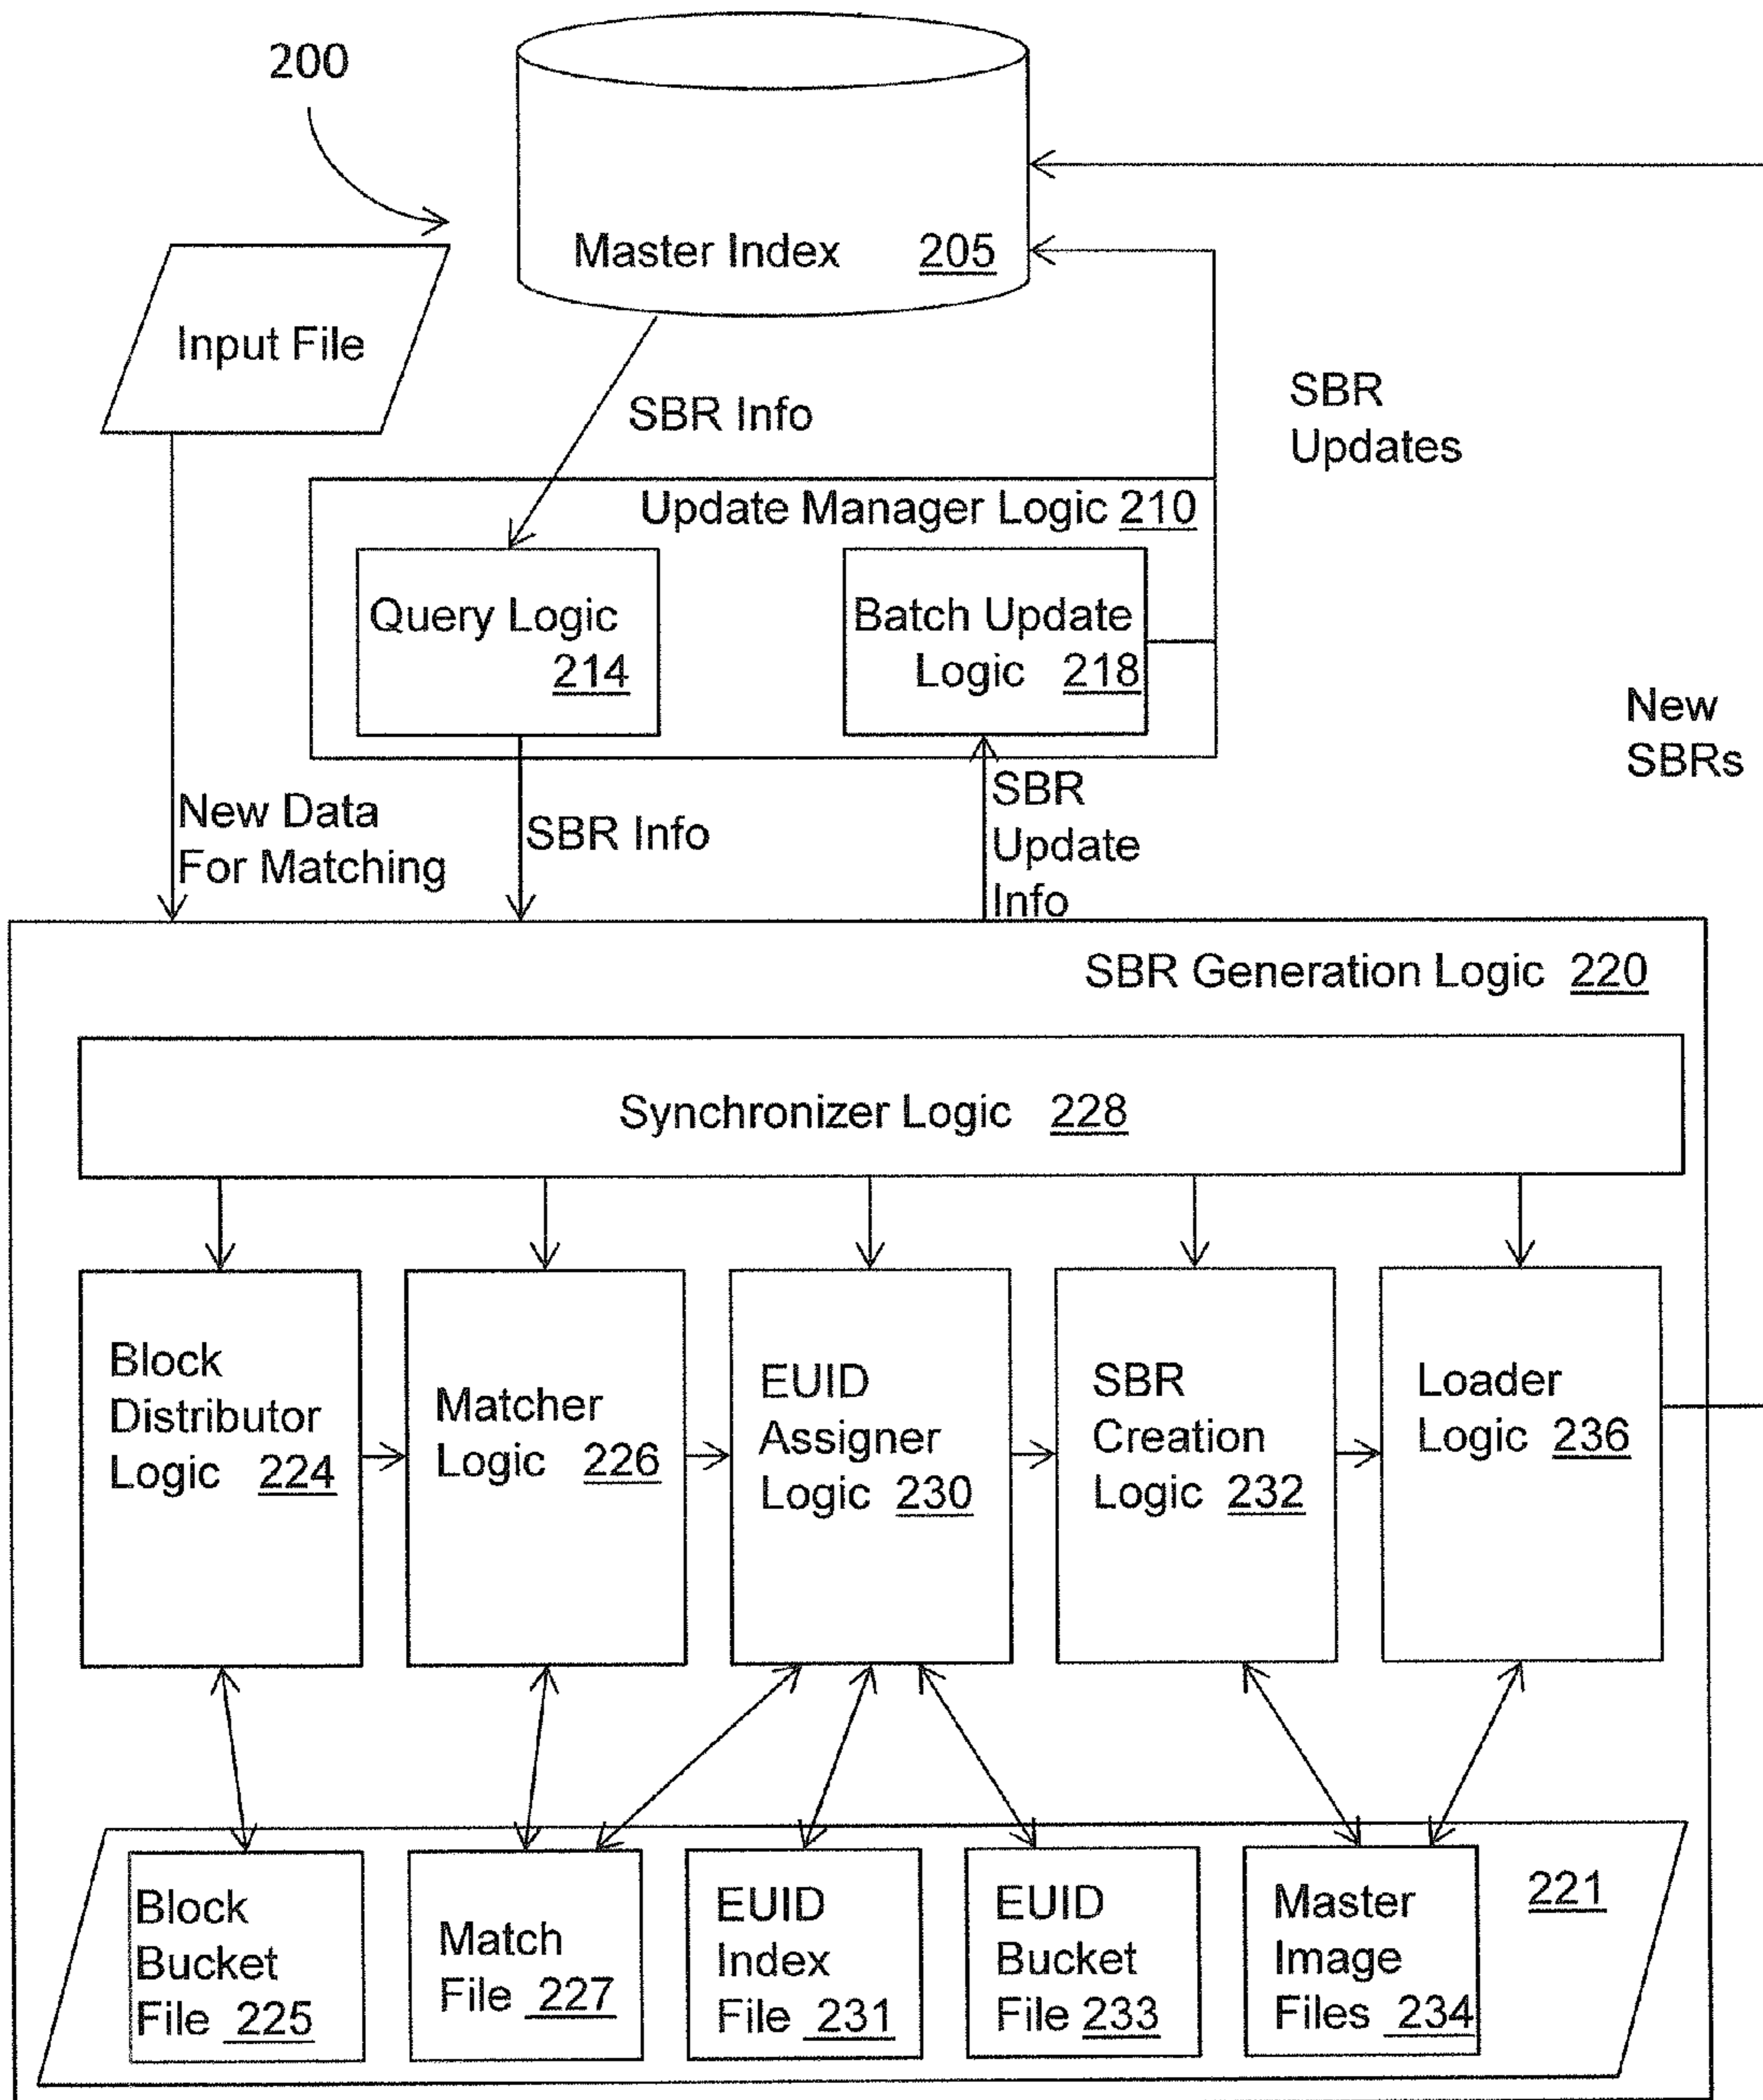 200
Master Index 205
Input File
SBR Info
SBR
Updates
Update Manager Logic 210
Query Logic
214
Batch Update
Logic 218
New
SBRs
New Data
For Matching
SBR Info
SBR
Update
Info
SBR Generation Logic 220
Synchronizer Logic 228
Block
Distributor
Logic 224
Matcher
Logic 226
EUID
Assigner
Logic 230
SBR
Creation
Logic 232
Loader
Logic 236
221
Block
Bucket
File 225
Match
File 227
EUID
Index
File 231
EUID
Bucket
File 233
Master
Image
Files 234